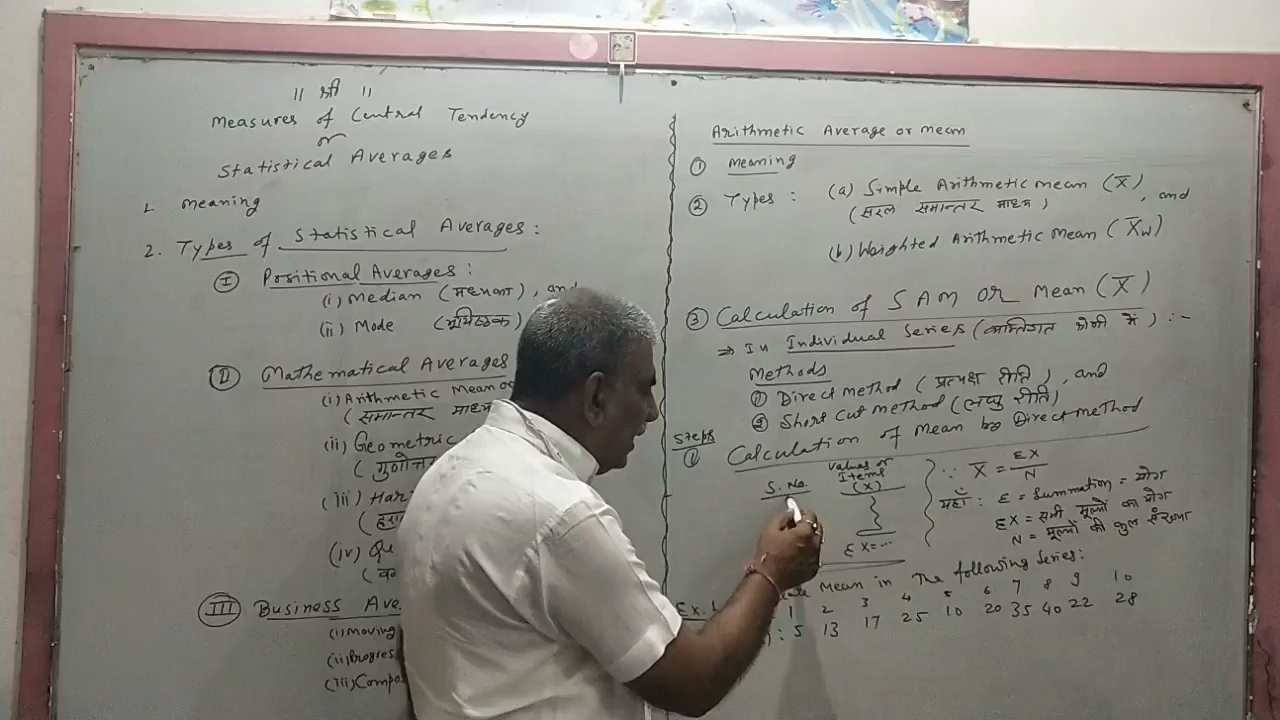 ॥ श्री ॥
Measures of Central Tendency
or
Statistical Averages
1. Meaning
2. Types of Statistical Averages:
(I) Positional Averages:
(i) Median (मध्यका), and
(ii) Mode (भूयिष्ठक)
(II) Mathematical Averages
(i) Arithmetic Mean
(समान्तर माध्य
(ii) Geometric
(iii) Har
(iv) Qu
(III) Business Ave
(i) Moving
(ii) Progres
(iii) Compo
Arithmetic Average or mean
① Meaning
② Types : (a) Simple Arithmetic mean (X̅)
(सरल समान्तर माध्य) , and
(b) Weighted Arithmetic Mean (X̅w)
③ Calculation of SAM OR Mean (X̅)
⇒ In Individual Series (व्यक्तिगत श्रेणी में) :-
Methods
① Direct method (प्रत्यक्ष रीति), and
② Short cut method (लघु रीति)
Steps
① Calculation of Mean by Direct method
S. No.
Values or
Items
(X)
ΣX=...
∵ X̅ = ΣX/N
यहाँ : Σ = Summation = योग
ΣX = सभी मूल्यों का योग
N = मूल्यों की कुल संख्या
Ex. 1 Mean in The following Series:
1 2 3 4 5 6 7 8 9 10
: 5 13 17 25 10 20 35 40 22 28